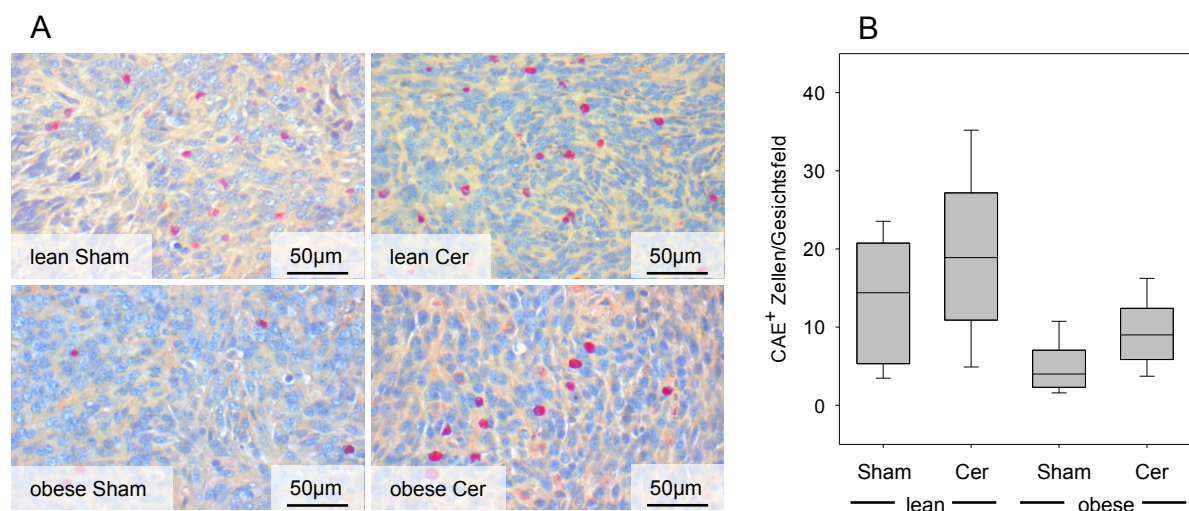 A
lean Sham
50µm
lean Cer
50µm
obese Sham
50µm
obese Cer
50µm
B
CAE+ Zellen/Gesichtsfeld
40
30
20
10
0
Sham Cer Sham Cer
lean obese